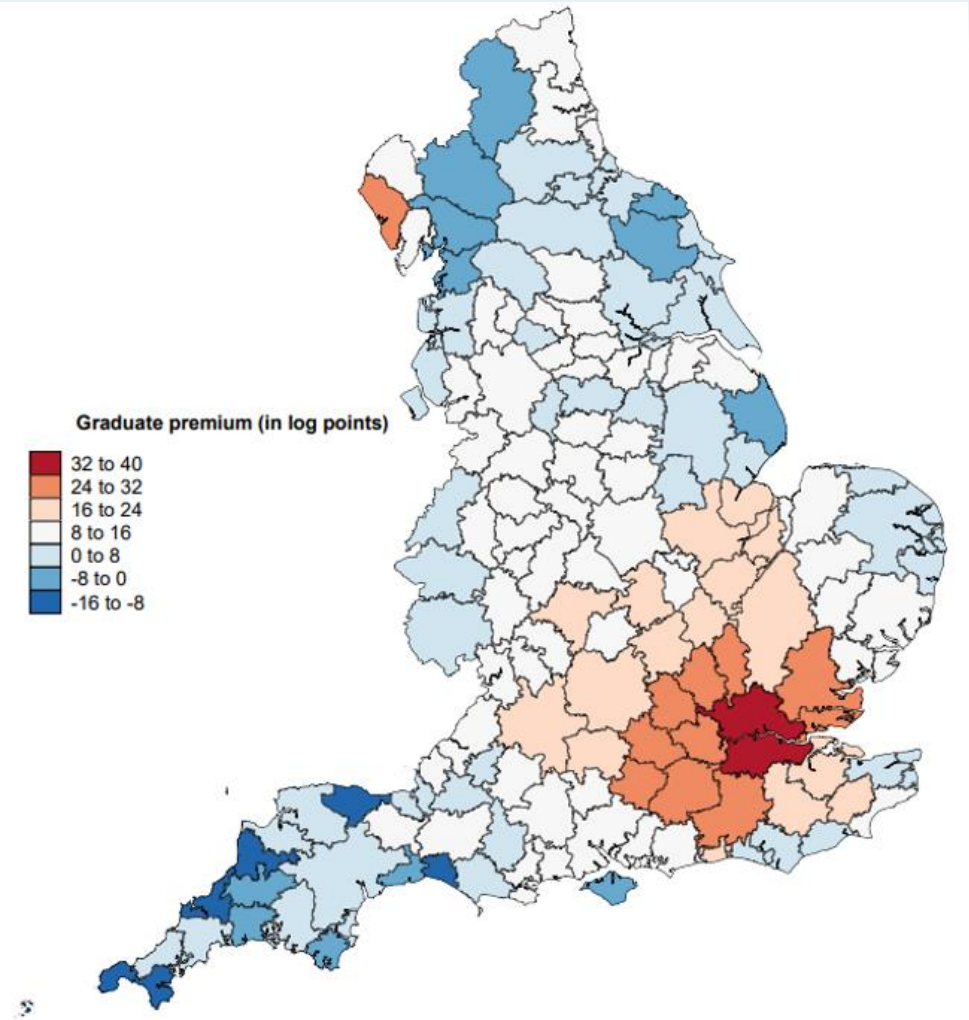 Graduate premium (in log points)
32 to 40
24 to 32
16 to 24
8 to 16
0 to 8
-8 to 0
-16 to -8